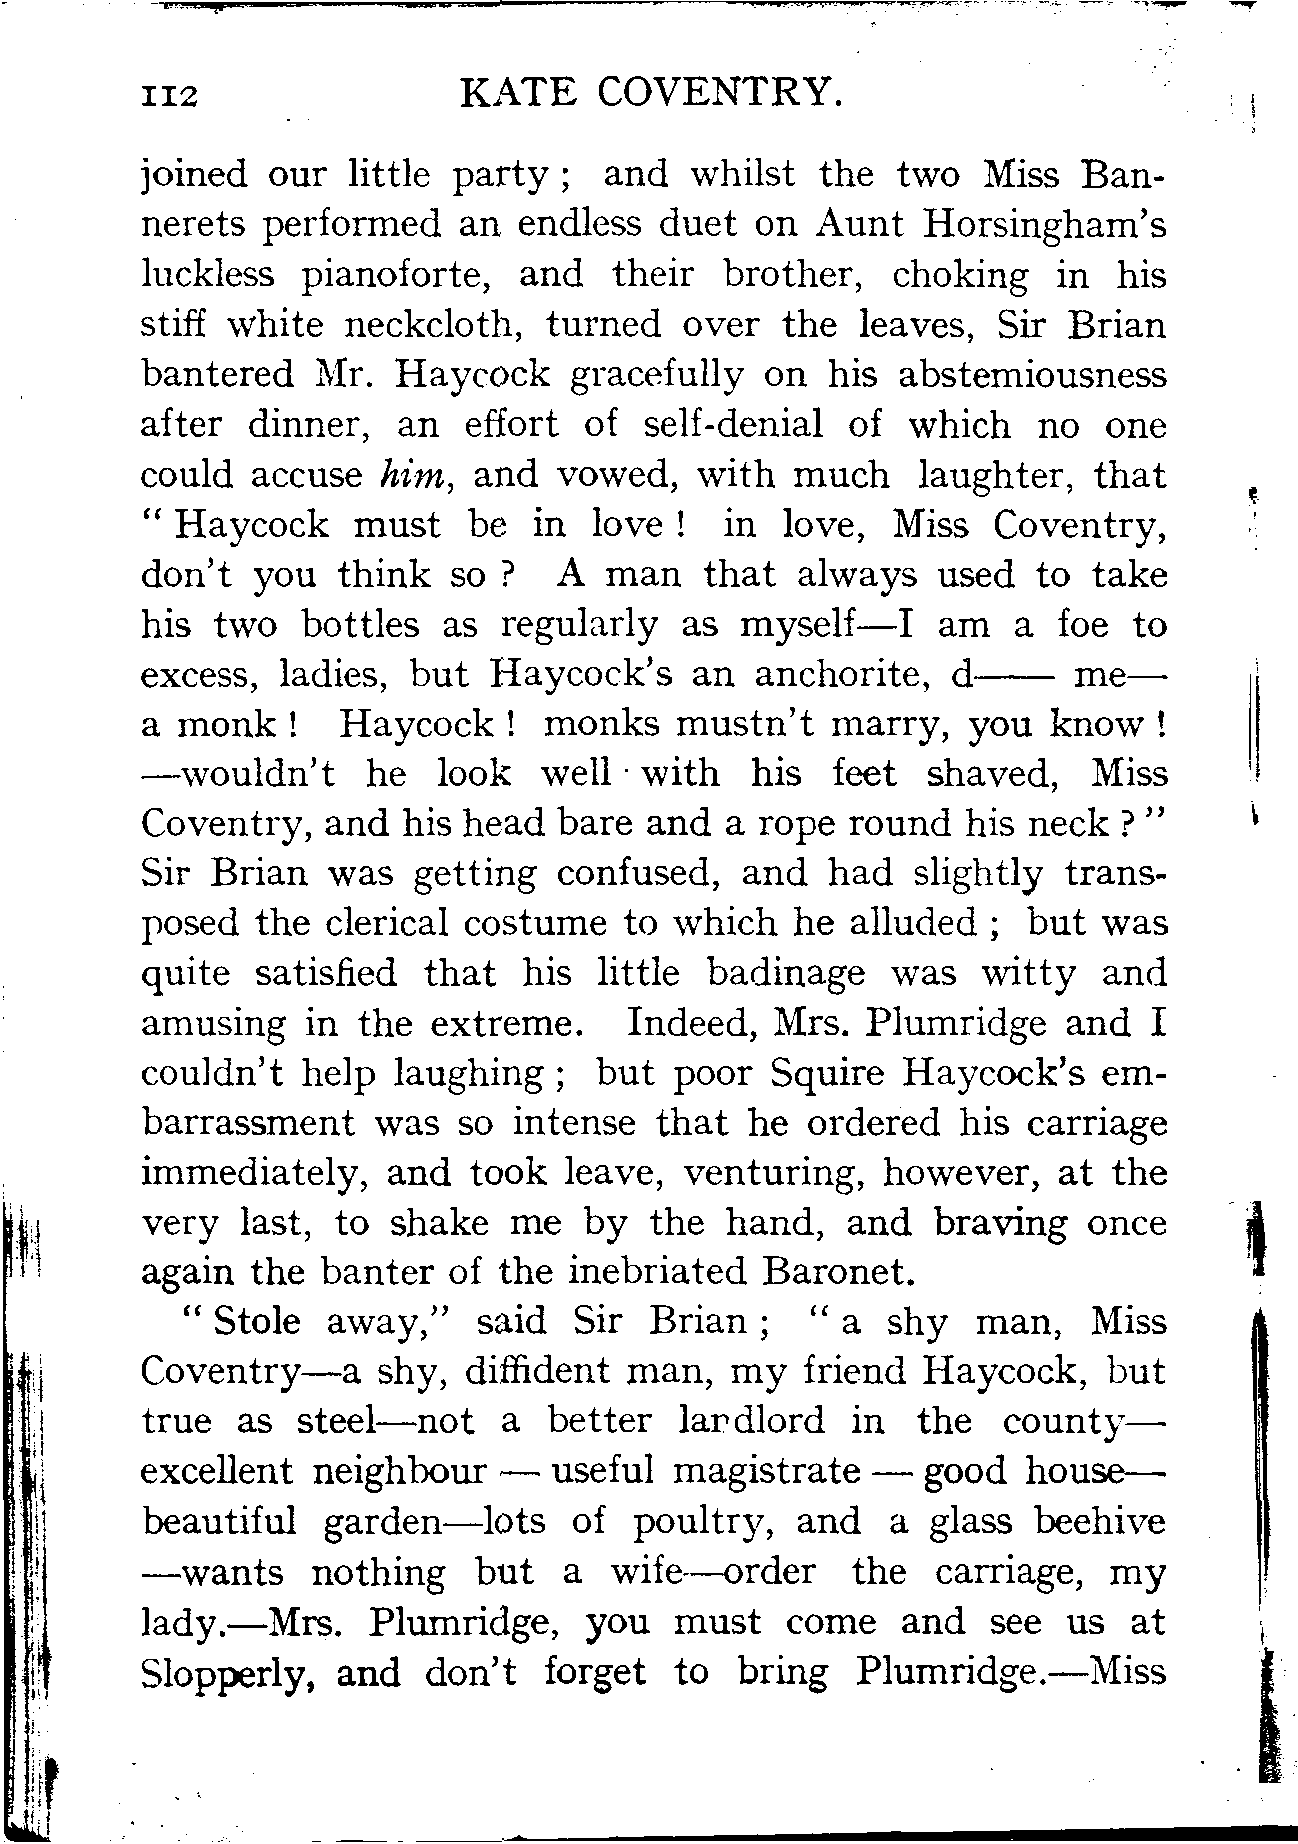 112 KATE COVENTRY.
joined our little party ; and whilst the two Miss Ban-
nerets performed an endless duet on Aunt Horsingham's
luckless pianoforte, and their brother, choking in his
stiff white neckcloth, turned over the leaves, Sir Brian
bantered Mr. Haycock gracefully on his abstemiousness
after dinner, an effort of self-denial of which no one
could accuse him, and vowed, with much laughter, that
“ Haycock must be in love ! in love, Miss Coventry,
don't you think so ? A man that always used to take
his two bottles as regularly as myself—I am a foe to
excess, ladies, but Haycock's an anchorite, d—— me—
a monk ! Haycock ! monks mustn't marry, you know !
—wouldn't he look well with his feet shaved, Miss
Coventry, and his head bare and a rope round his neck ? ”
Sir Brian was getting confused, and had slightly trans-
posed the clerical costume to which he alluded ; but was
quite satisfied that his little badinage was witty and
amusing in the extreme. Indeed, Mrs. Plumridge and I
couldn't help laughing ; but poor Squire Haycock's em-
barrassment was so intense that he ordered his carriage
immediately, and took leave, venturing, however, at the
very last, to shake me by the hand, and braving once
again the banter of the inebriated Baronet.
“ Stole away,” said Sir Brian ; “ a shy man, Miss
Coventry—a shy, diffident man, my friend Haycock, but
true as steel—not a better landlord in the county—
excellent neighbour — useful magistrate — good house—
beautiful garden—lots of poultry, and a glass beehive
—wants nothing but a wife—order the carriage, my
lady.—Mrs. Plumridge, you must come and see us at
Slopperly, and don't forget to bring Plumridge.—Miss